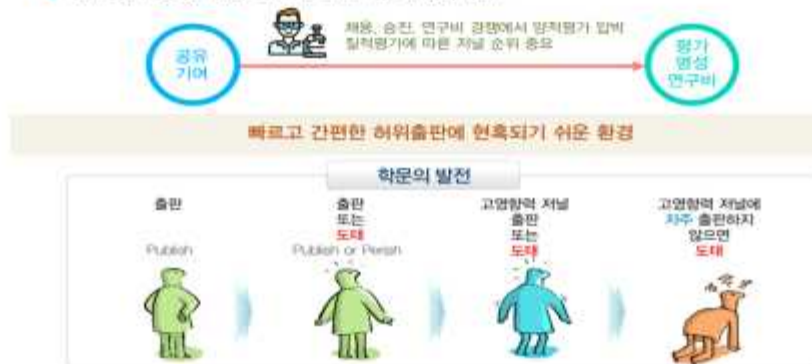 채용, 승진, 연구비 경쟁에서 양적평가 압박
질적평가에 따른 저널 순위 중요
공유
기여
평가
명성
연구비
빠르고 간편한 허위출판에 현혹되기 쉬운 환경
학문의 발전
출판
Publish
출판
또는
도태
Publish or Perish
고영향력 저널
출판
또는
도태
고영향력 저널에
자주 출판하지
않으면
도태